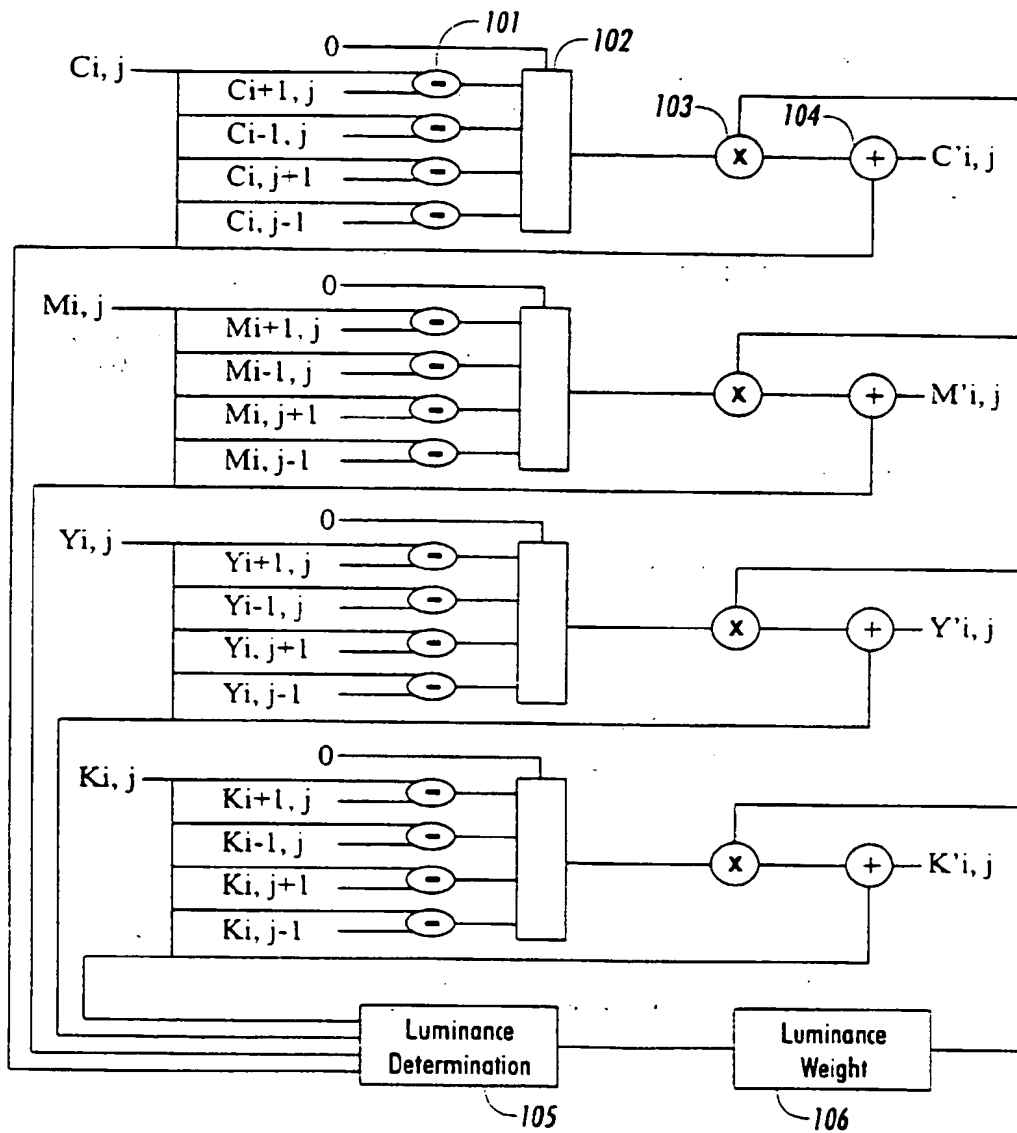 101
0
102
Ci, j
Ci+1, j
Ci-1, j
Ci, j+1
Ci, j-1
-
-
-
-
103
x
104
+
C'i, j
0
Mi, j
Mi+1, j
Mi-1, j
Mi, j+1
Mi, j-1
-
-
-
-
x
+
M'i, j
0
Yi, j
Yi+1, j
Yi-1, j
Yi, j+1
Yi, j-1
-
-
-
-
x
+
Y'i, j
0
Ki, j
Ki+1, j
Ki-1, j
Ki, j+1
Ki, j-1
-
-
-
-
x
+
K'i, j
Luminance
Determination
105
Luminance
Weight
106